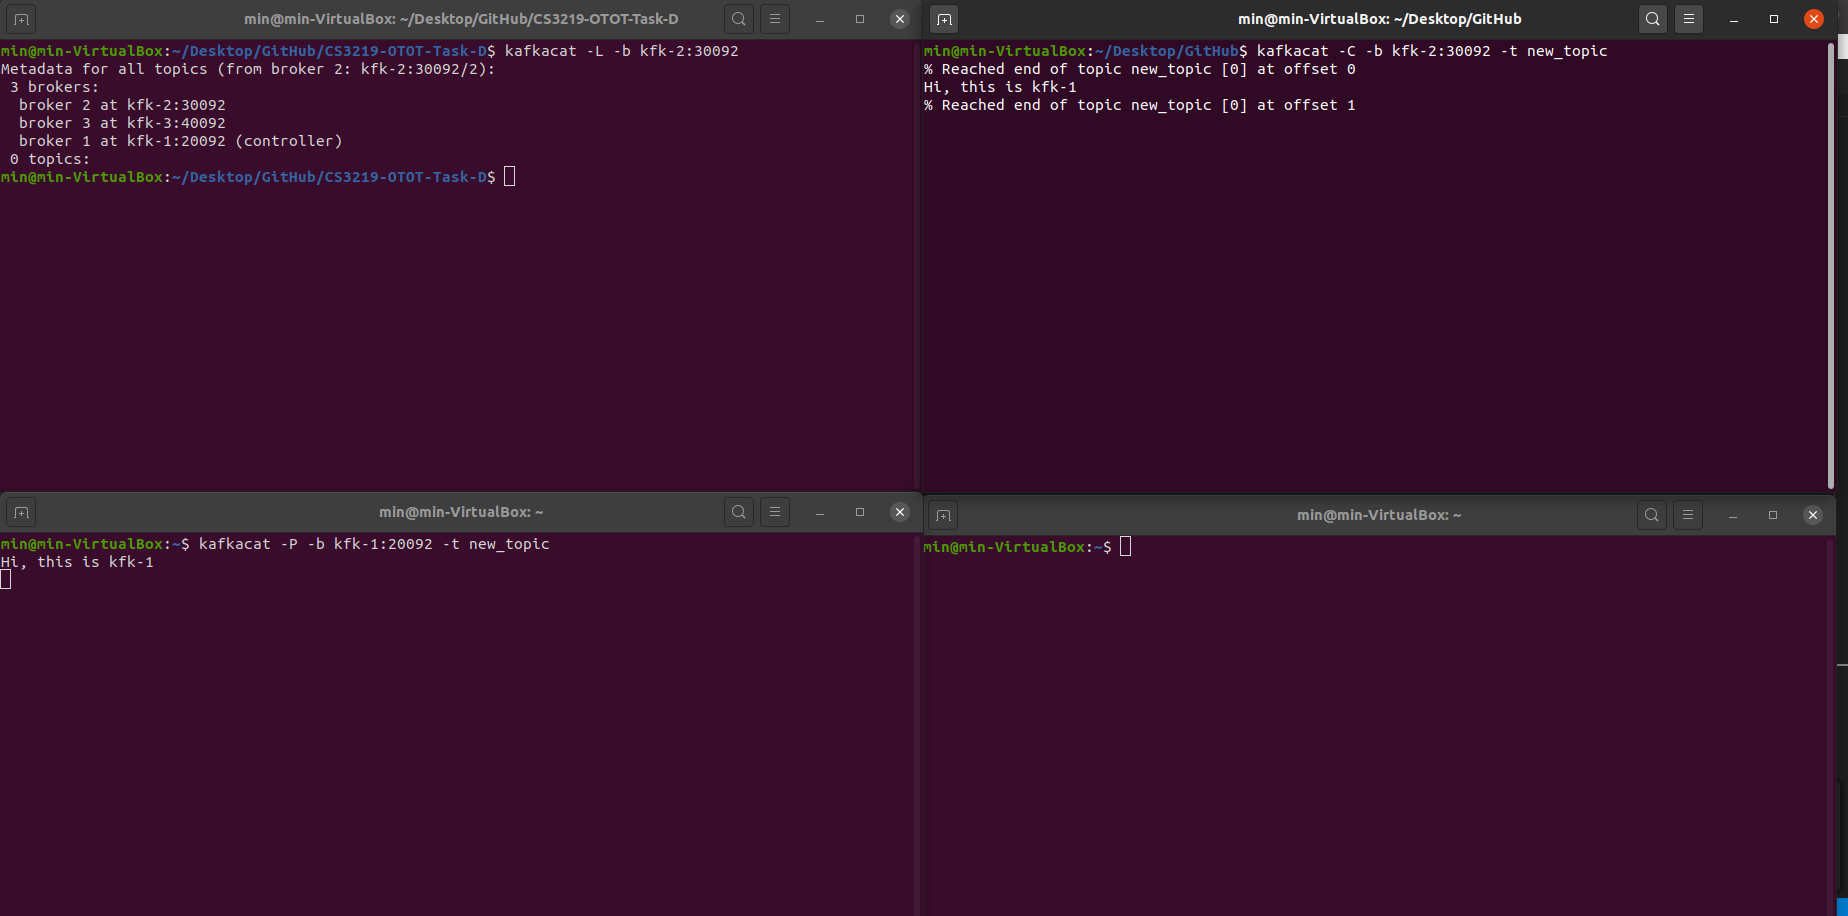 min@min-VirtualBox: ~/Desktop/GitHub/CS3219-OTOT-Task-D
min@min-VirtualBox:~/Desktop/GitHub/CS3219-OTOT-Task-D$ kafkacat -L -b kfk-2:30092
Metadata for all topics (from broker 2: kfk-2:30092/2):
 3 brokers:
  broker 2 at kfk-2:30092
  broker 3 at kfk-3:40092
  broker 1 at kfk-1:20092 (controller)
 0 topics:
min@min-VirtualBox:~/Desktop/GitHub/CS3219-OTOT-Task-D$
min@min-VirtualBox: ~/Desktop/GitHub
min@min-VirtualBox:~/Desktop/GitHub$ kafkacat -C -b kfk-2:30092 -t new_topic
% Reached end of topic new_topic [0] at offset 0
Hi, this is kfk-1
% Reached end of topic new_topic [0] at offset 1
min@min-VirtualBox: ~
min@min-VirtualBox:~$ kafkacat -P -b kfk-1:20092 -t new_topic
Hi, this is kfk-1
min@min-VirtualBox: ~
min@min-VirtualBox:~$